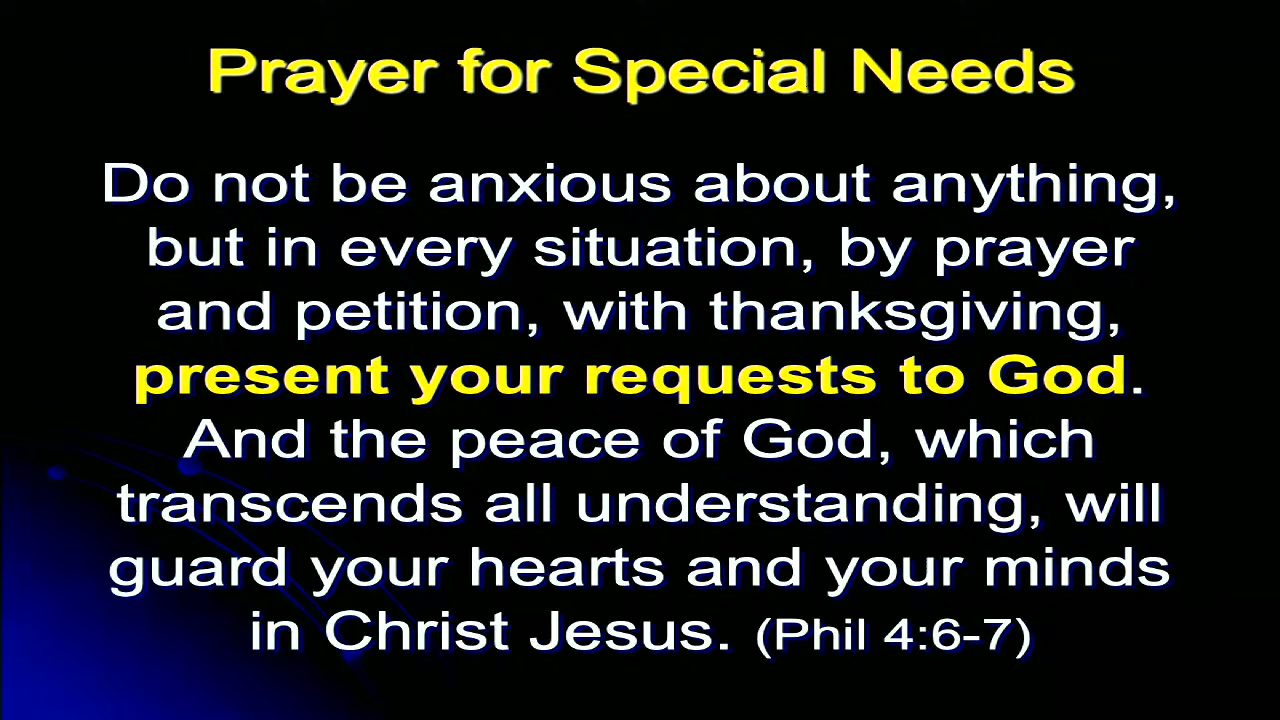 Prayer for Special Needs
Do not be anxious about anything,
but in every situation, by prayer
and petition, with thanksgiving,
present your requests to God.
And the peace of God, which
transcends all understanding, will
guard your hearts and your minds
in Christ Jesus. (Phil 4:6-7)